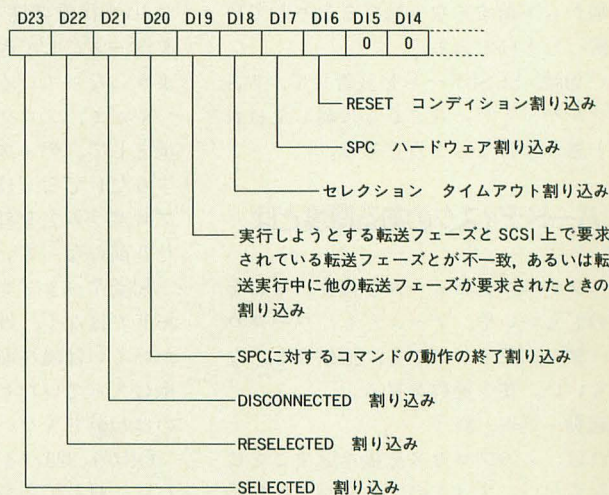 D23 D22 D21 D20 D19 D18 D17 D16 D15 D14
0 0
RESET コンディション割り込み
SPC ハードウェア割り込み
セレクション タイムアウト割り込み
実行しようとする転送フェーズと SCSI 上で要求
されている転送フェーズとが不一致，あるいは転
送実行中に他の転送フェーズが要求されたときの
割り込み
SPCに対するコマンドの動作の終了割り込み
DISCONNECTED 割り込み
RESELECTED 割り込み
SELECTED 割り込み